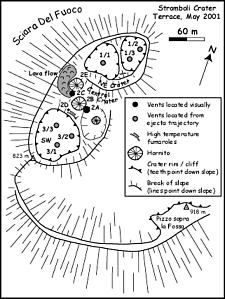 Stromboli Crater
Terrace, May 2001
60 m
N
Sciara Del Fuoco
1/1
1/2
1/3
NE Crater
Lava flow
2E
2C
Central
Crater
2B
2A
2D
3/3
3/2
SW
3/1
823 m
Vents located visually
Vents located from
ejecta trajectory
High temperature
fumaroles
Hornito
Crater rim / cliff
(teeth point down slope)
Break of slope
(lines point down slope)
918 m
Pizzo sopra
la Fossa